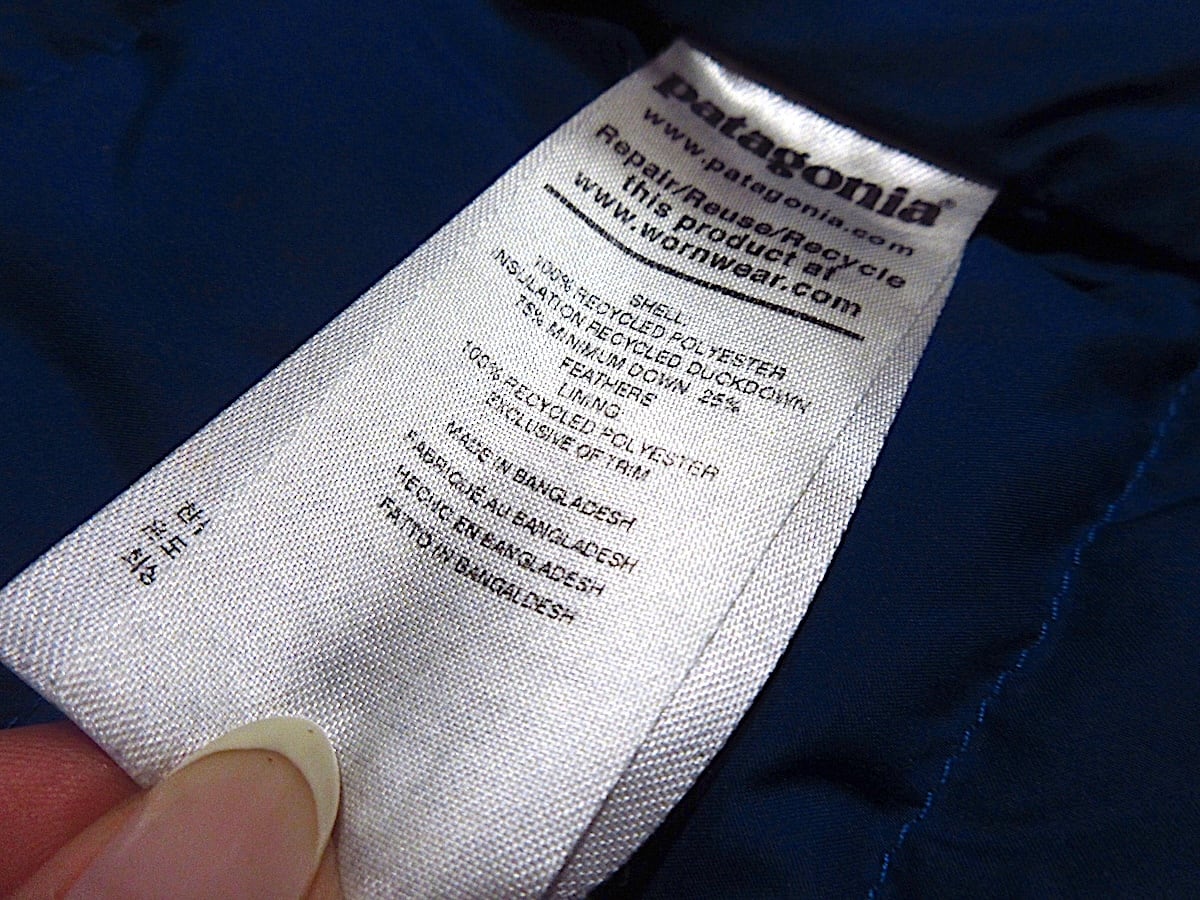 patagonia®
www.patagonia.com
Repair/Reuse/Recycle
this product at
www.wornwear.com
SHELL:
100% RECYCLED POLYESTER
INSULATION RECYCLED DUCKDOWN
75% MINIMUM DOWN 25%
FEATHERS
LINING
100% RECYCLED POLYESTER
EXCLUSIVE OF TRIM
MADE IN BANGLADESH
FABRIQUÉ AU BANGLADESH
HECHO EN BANGLADESH
FATTO IN BANGALDESH